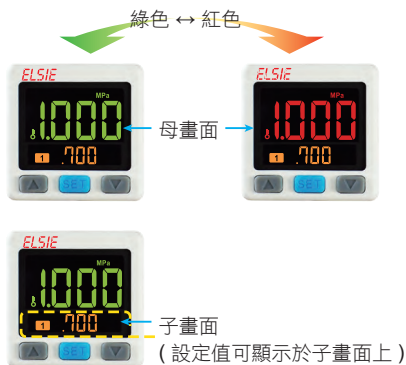 綠色 ↔ 紅色
ELSIE
MPa
1.000
1 .700
SET
母畫面
ELSIE
MPa
1.000
1 .700
SET
ELSIE
MPa
1.000
1 .700
SET
子畫面
( 設定值可顯示於子畫面上 )